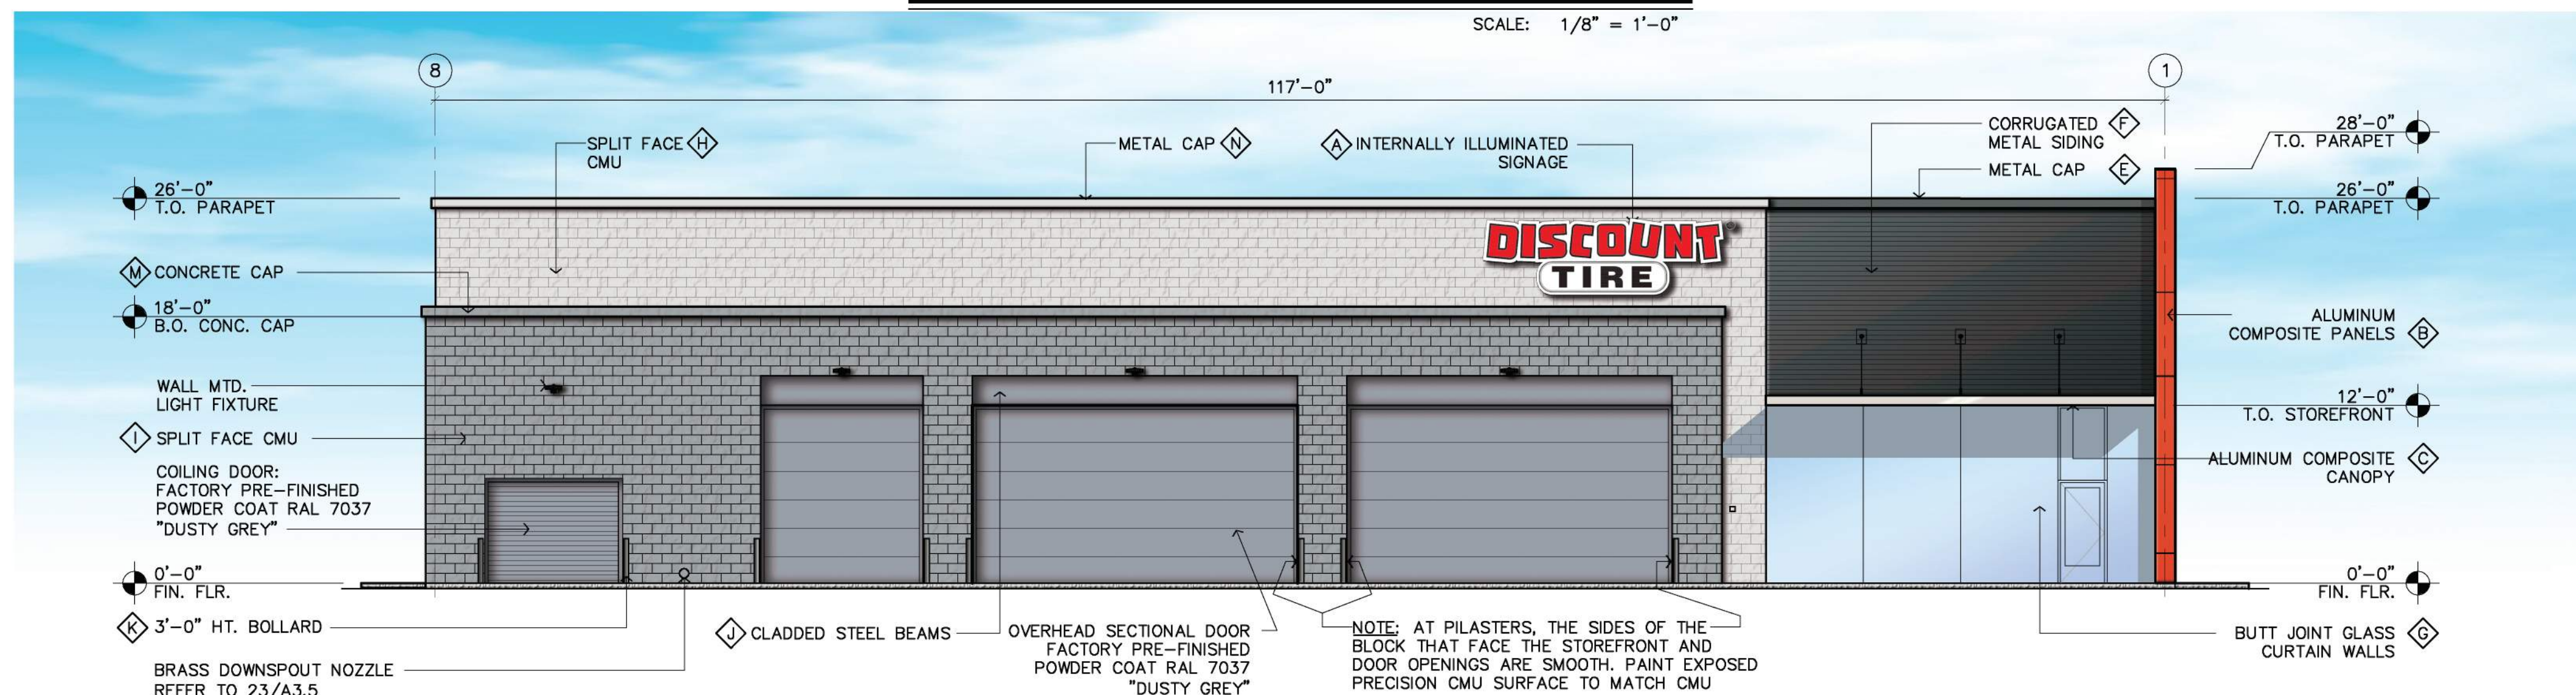 SCALE: 1/8" = 1'-0"
8
1
117'-0"
SPLIT FACE H
CMU
METAL CAP N
A INTERNALLY ILLUMINATED
SIGNAGE
CORRUGATED F
METAL SIDING
METAL CAP E
28'-0"
T.O. PARAPET
26'-0"
T.O. PARAPET
26'-0"
T.O. PARAPET
M CONCRETE CAP
18'-0"
B.O. CONC. CAP
DISCOUNT®
TIRE
ALUMINUM
COMPOSITE PANELS B
WALL MTD.
LIGHT FIXTURE
12'-0"
T.O. STOREFRONT
I SPLIT FACE CMU
ALUMINUM COMPOSITE C
CANOPY
COILING DOOR:
FACTORY PRE-FINISHED
POWDER COAT RAL 7037
"DUSTY GREY"
0'-0"
FIN. FLR.
0'-0"
FIN. FLR.
K 3'-0" HT. BOLLARD
J CLADDED STEEL BEAMS
OVERHEAD SECTIONAL DOOR
FACTORY PRE-FINISHED
POWDER COAT RAL 7037
"DUSTY GREY"
NOTE: AT PILASTERS, THE SIDES OF THE
BLOCK THAT FACE THE STOREFRONT AND
DOOR OPENINGS ARE SMOOTH. PAINT EXPOSED
PRECISION CMU SURFACE TO MATCH CMU
BUTT JOINT GLASS G
CURTAIN WALLS
BRASS DOWNSPOUT NOZZLE
REFER TO 23/A3.5